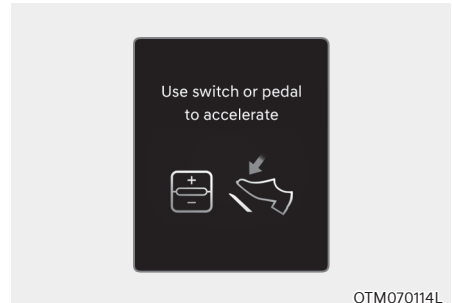 Use switch or pedal
to accelerate
+
−
OTM070114L